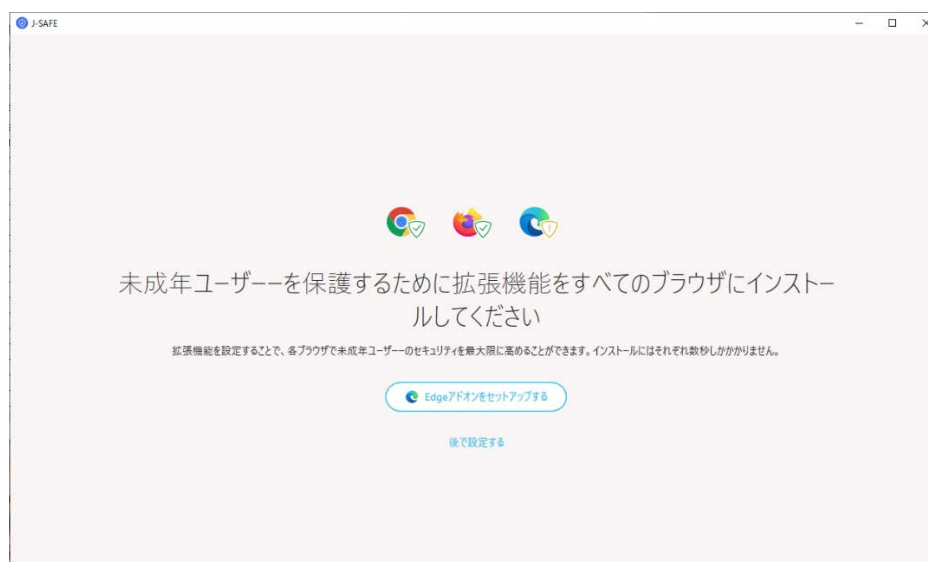 J-SAFE
未成年ユーザーーを保護するために拡張機能をすべてのブラウザにインストー
ルしてください
拡張機能を設定することで、各ブラウザで未成年ユーザーーのセキュリティを最大限に高めることができます。インストールにはそれぞれ数秒しかかかりません。
Edgeアドオンをセットアップする
後で設定する